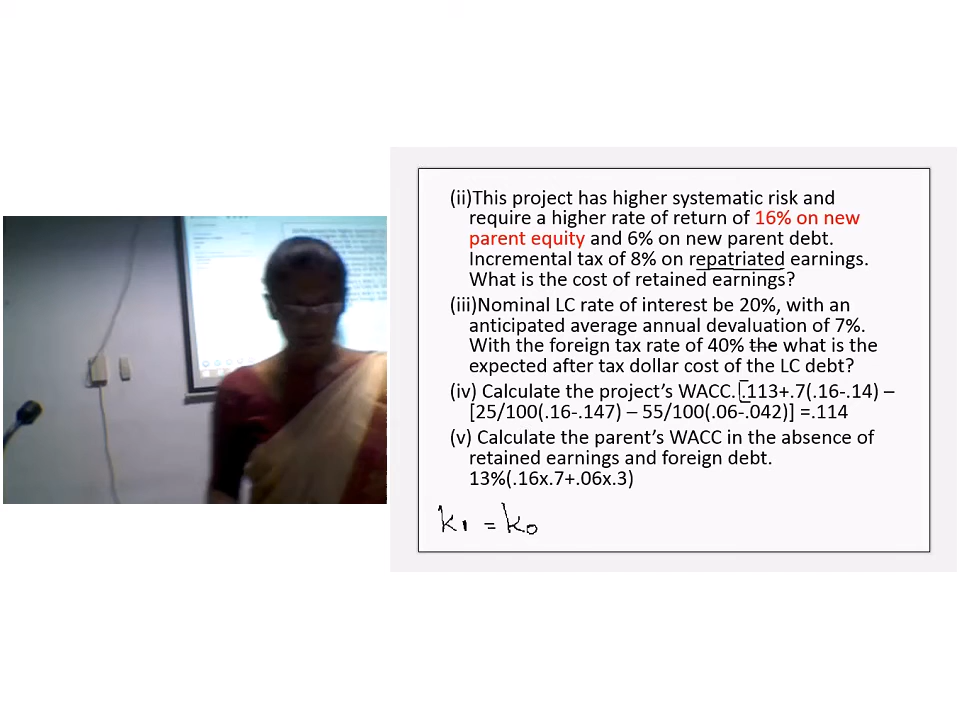 (ii)This project has higher systematic risk and
require a higher rate of return of 16% on new
parent equity and 6% on new parent debt.
Incremental tax of 8% on repatriated earnings.
What is the cost of retained earnings?
(iii)Nominal LC rate of interest be 20%, with an
anticipated average annual devaluation of 7%.
With the foreign tax rate of 40% the what is the
expected after tax dollar cost of the LC debt?
(iv) Calculate the project's WACC. [.113+.7(.16-.14) –
[25/100(.16-.147) – 55/100(.06-.042)] =.114
(v) Calculate the parent's WACC in the absence of
retained earnings and foreign debt.
13%(.16x.7+.06x.3)
k1 = k0